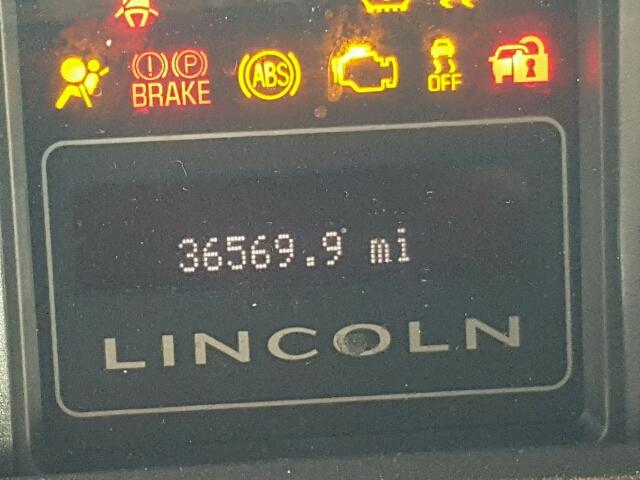 (!) (P) (ABS)
BRAKE OFF
36569.9 mi
LINCOLN